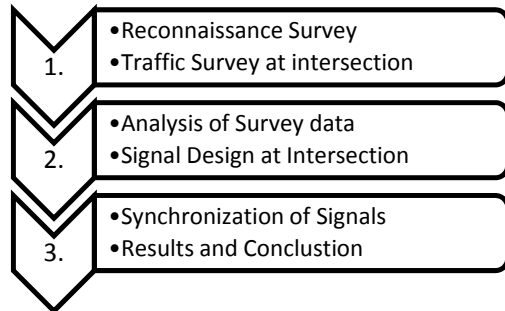 1.
•Reconnaissance Survey
•Traffic Survey at intersection
2.
•Analysis of Survey data
•Signal Design at Intersection
3.
•Synchronization of Signals
•Results and Conclustion